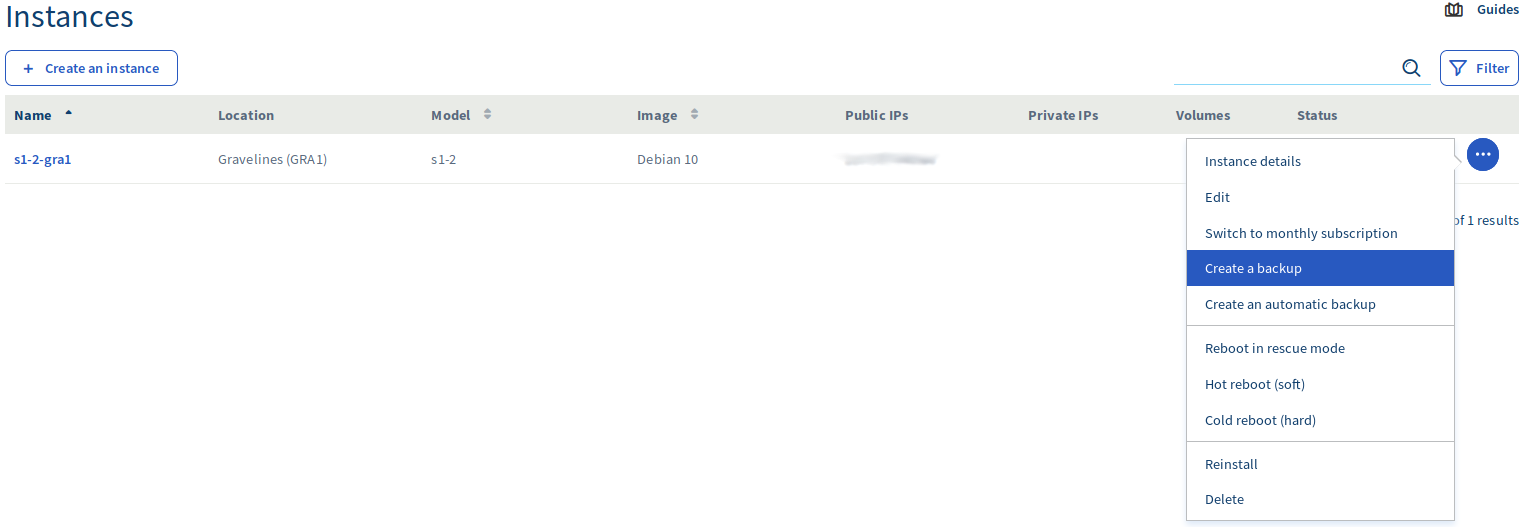 Instances
Guides
+ Create an instance
Filter
Name Location Model Image Public IPs Private IPs Volumes Status
s1-2-gra1 Gravelines (GRA1) s1-2 Debian 10
of 1 results
Instance details
Edit
Switch to monthly subscription
Create a backup
Create an automatic backup
Reboot in rescue mode
Hot reboot (soft)
Cold reboot (hard)
Reinstall
Delete